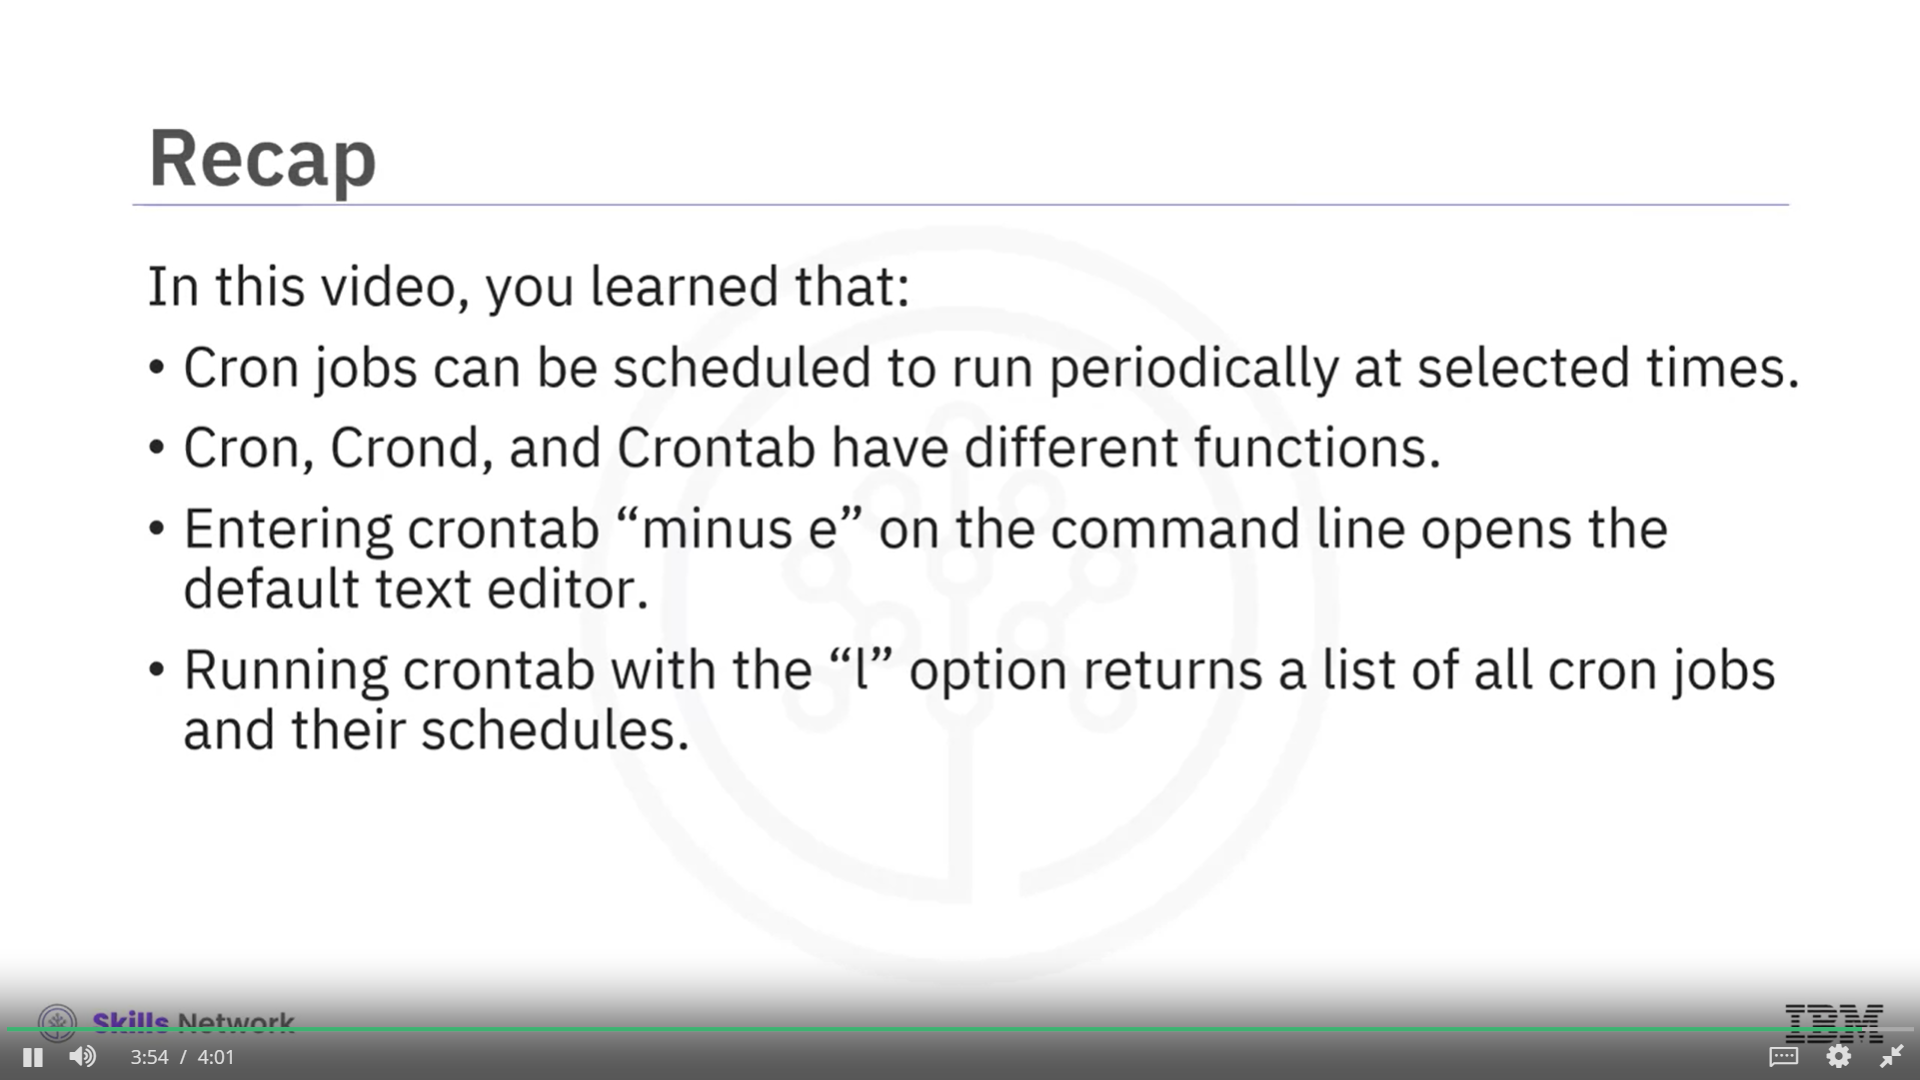 Recap
In this video, you learned that:
• Cron jobs can be scheduled to run periodically at selected times.
• Cron, Crond, and Crontab have different functions.
• Entering crontab “minus e” on the command line opens the
default text editor.
• Running crontab with the “l” option returns a list of all cron jobs
and their schedules.
Skills Network
IBM
3:54 / 4:01